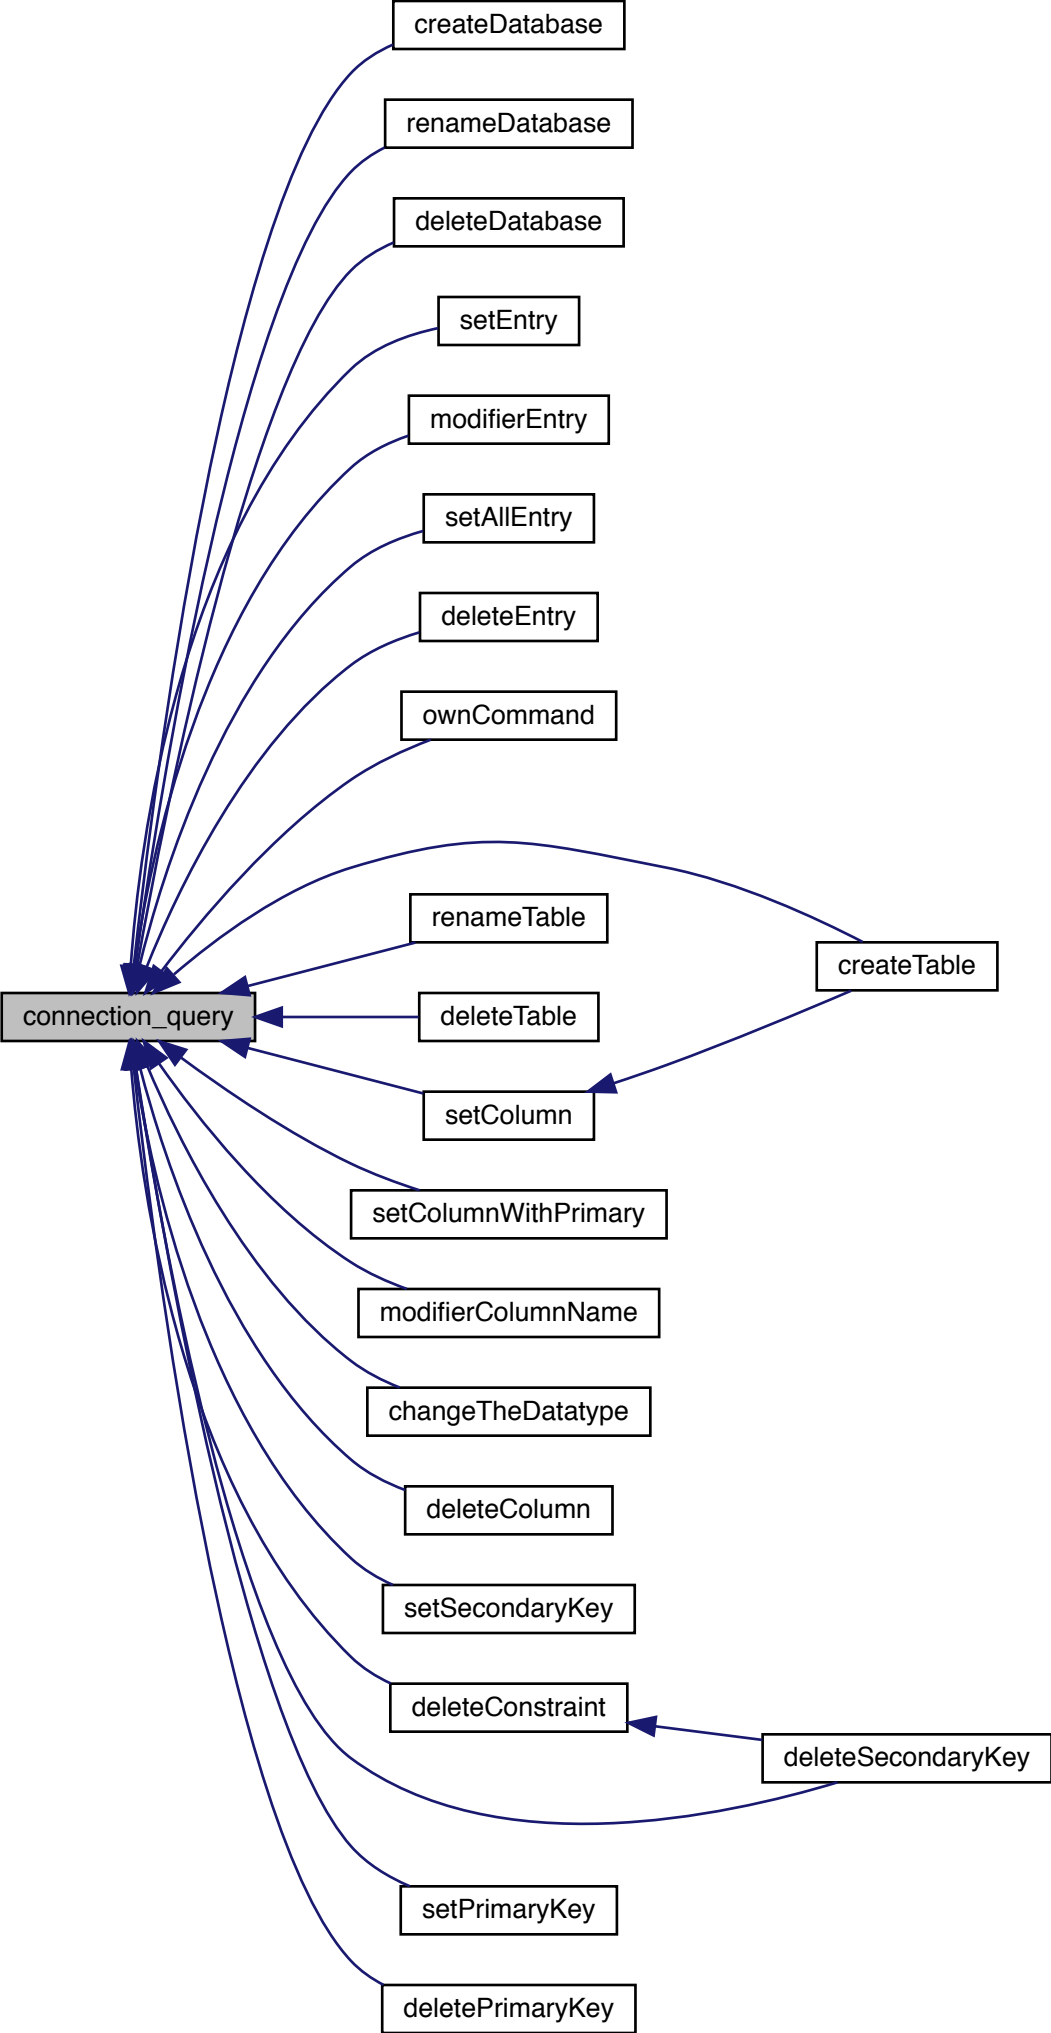 createDatabase
renameDatabase
deleteDatabase
setEntry
modifierEntry
setAllEntry
deleteEntry
ownCommand
renameTable
createTable
connection_query
deleteTable
setColumn
setColumnWithPrimary
modifierColumnName
changeTheDatatype
deleteColumn
setSecondaryKey
deleteConstraint
deleteSecondaryKey
setPrimaryKey
deletePrimaryKey